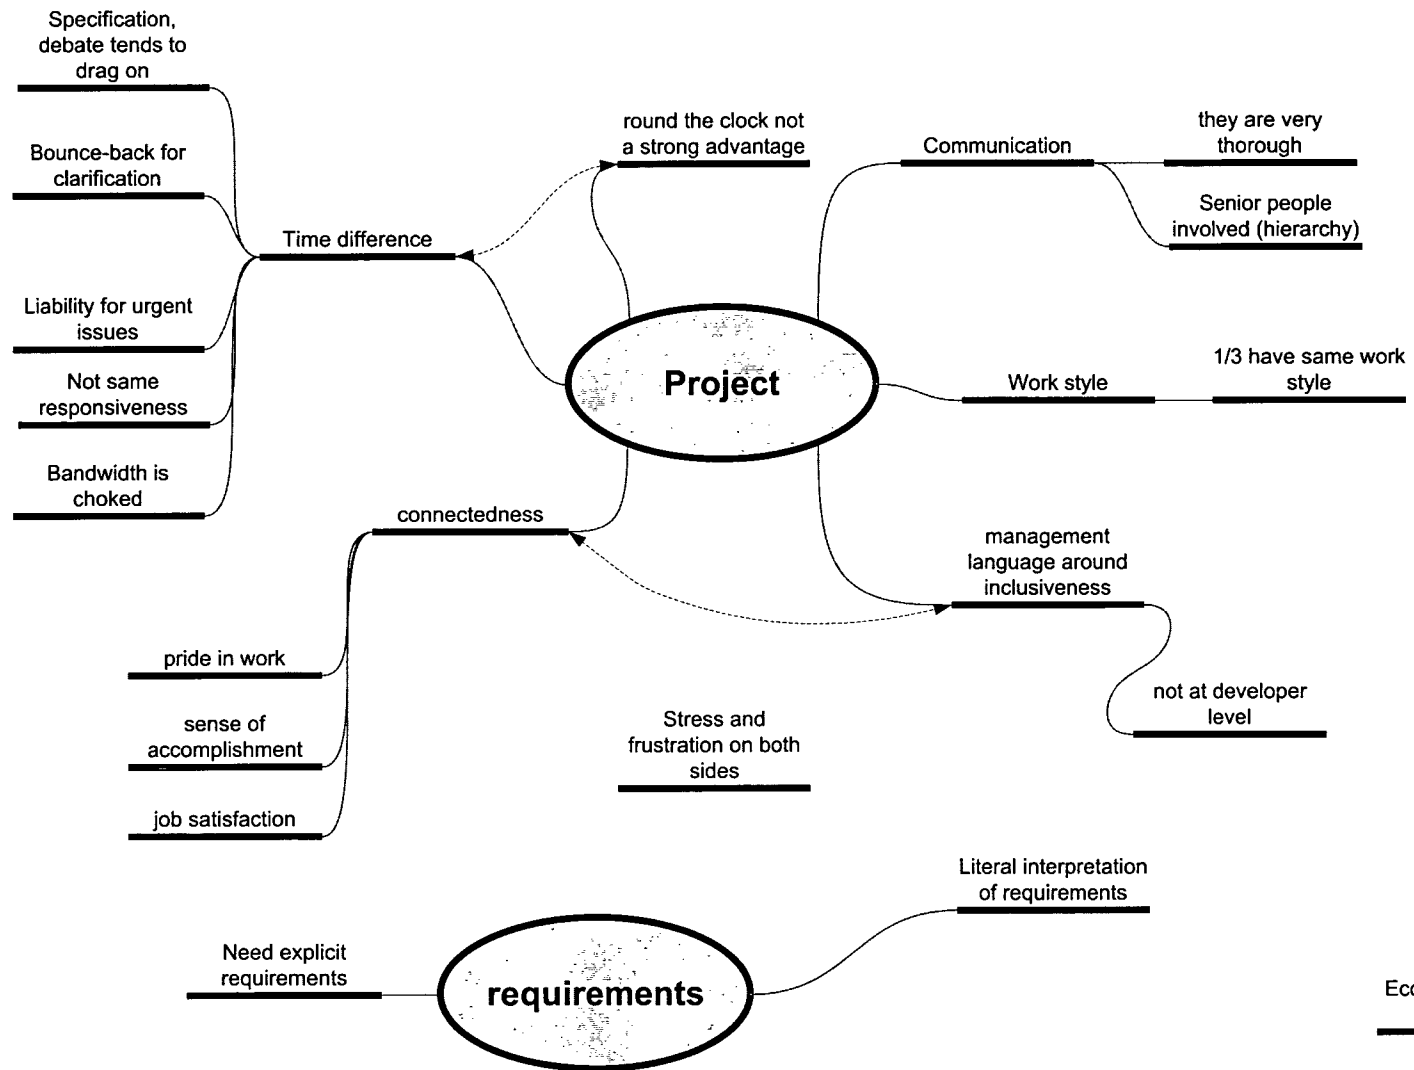 Specification,
debate tends to
drag on
Bounce-back for
clarification
Time difference
Liability for urgent
issues
Not same
responsiveness
Bandwidth is
choked
round the clock not
a strong advantage
Communication
they are very
thorough
Senior people
involved (hierarchy)
Project
Work style
1/3 have same work
style
connectedness
pride in work
sense of
accomplishment
job satisfaction
management
language around
inclusiveness
not at developer
level
Stress and
frustration on both
sides
Literal interpretation
of requirements
Need explicit
requirements
requirements